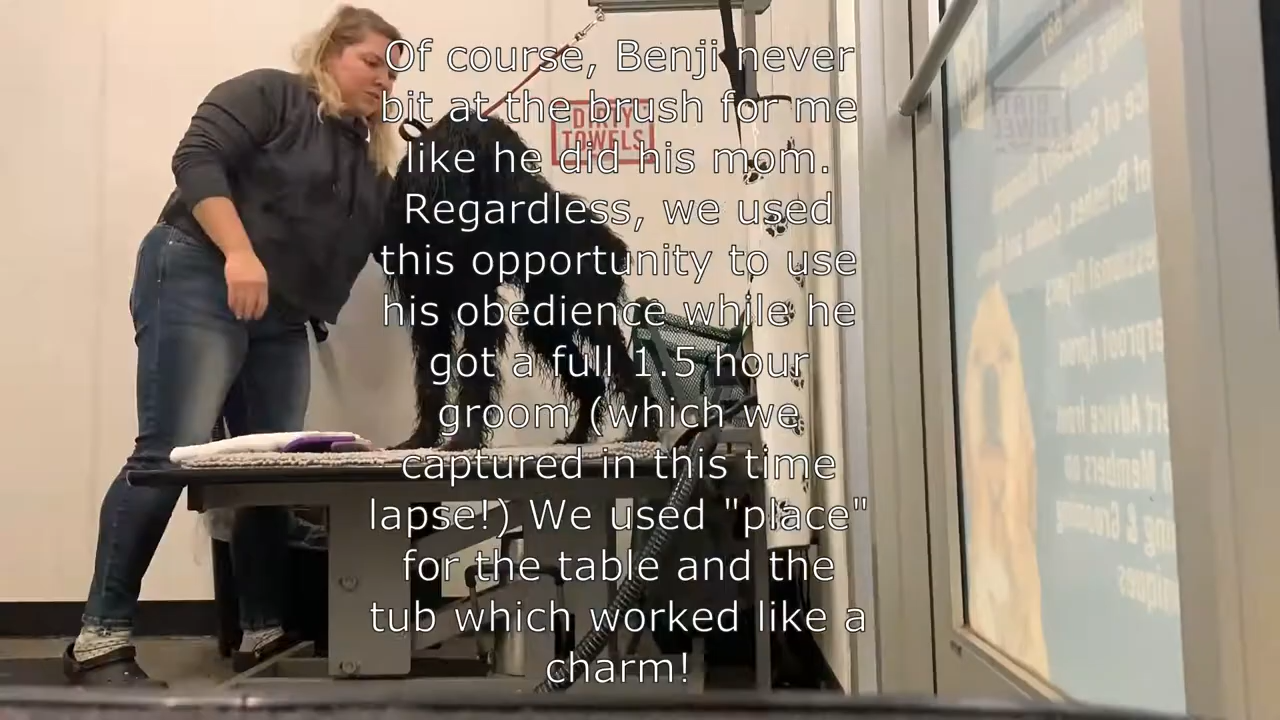 Of course, Benji never
bit at the brush for me
like he did his mom.
Regardless, we used
this opportunity to use
his obedience while he
got a full 1.5 hour
groom (which we
captured in this time
lapse!) We used "place"
for the table and the
tub which worked like a
charm!
DIRTY
TOWELS